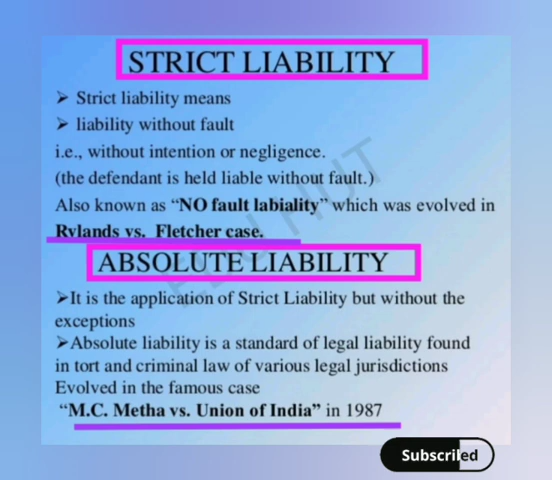 STRICT LIABILITY
➤ Strict liability means
➤ liability without fault
i.e., without intention or negligence.
(the defendant is held liable without fault.)
Also known as “NO fault labiality” which was evolved in
Rylands vs. Fletcher case.
ABSOLUTE LIABILITY
➤It is the application of Strict Liability but without the
exceptions
➤Absolute liability is a standard of legal liability found
in tort and criminal law of various legal jurisdictions
Evolved in the famous case
“M.C. Metha vs. Union of India” in 1987